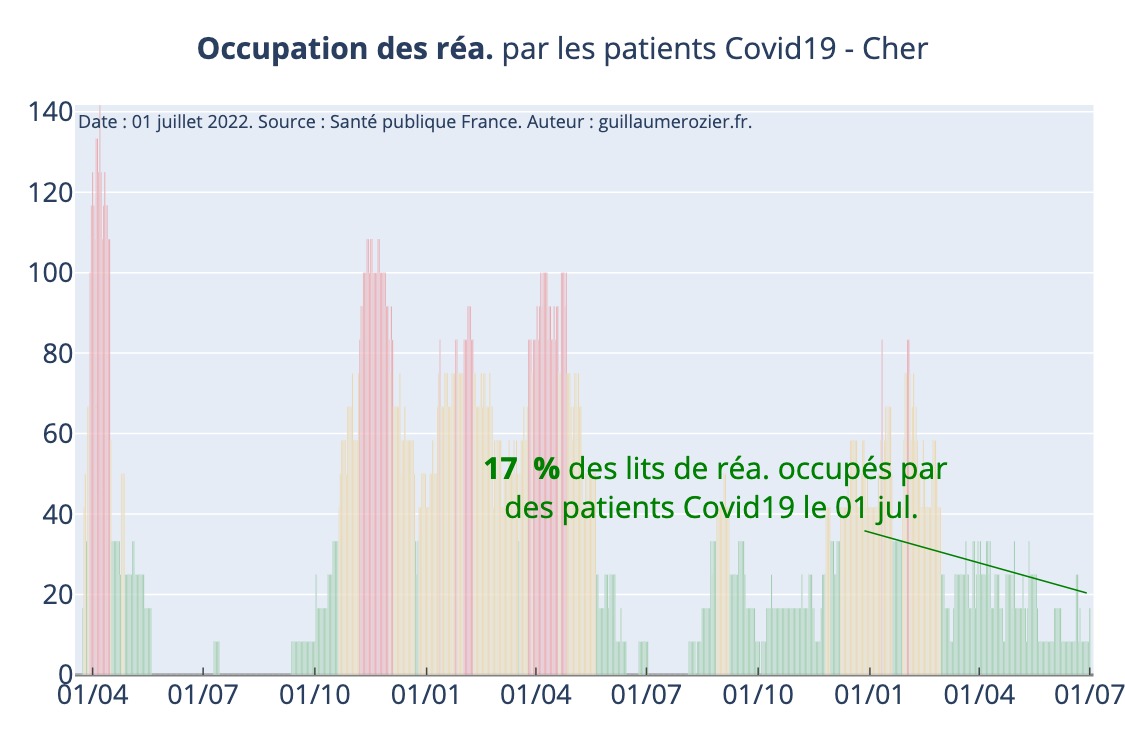 Occupation des réa. par les patients Covid19 - Cher
140
Date : 01 juillet 2022. Source : Santé publique France. Auteur : guillaumerozier.fr.
120
100
80
60
17 % des lits de réa. occupés par
des patients Covid19 le 01 jul.
40
20
0
01/04 01/07 01/10 01/01 01/04 01/07 01/10 01/01 01/04 01/07